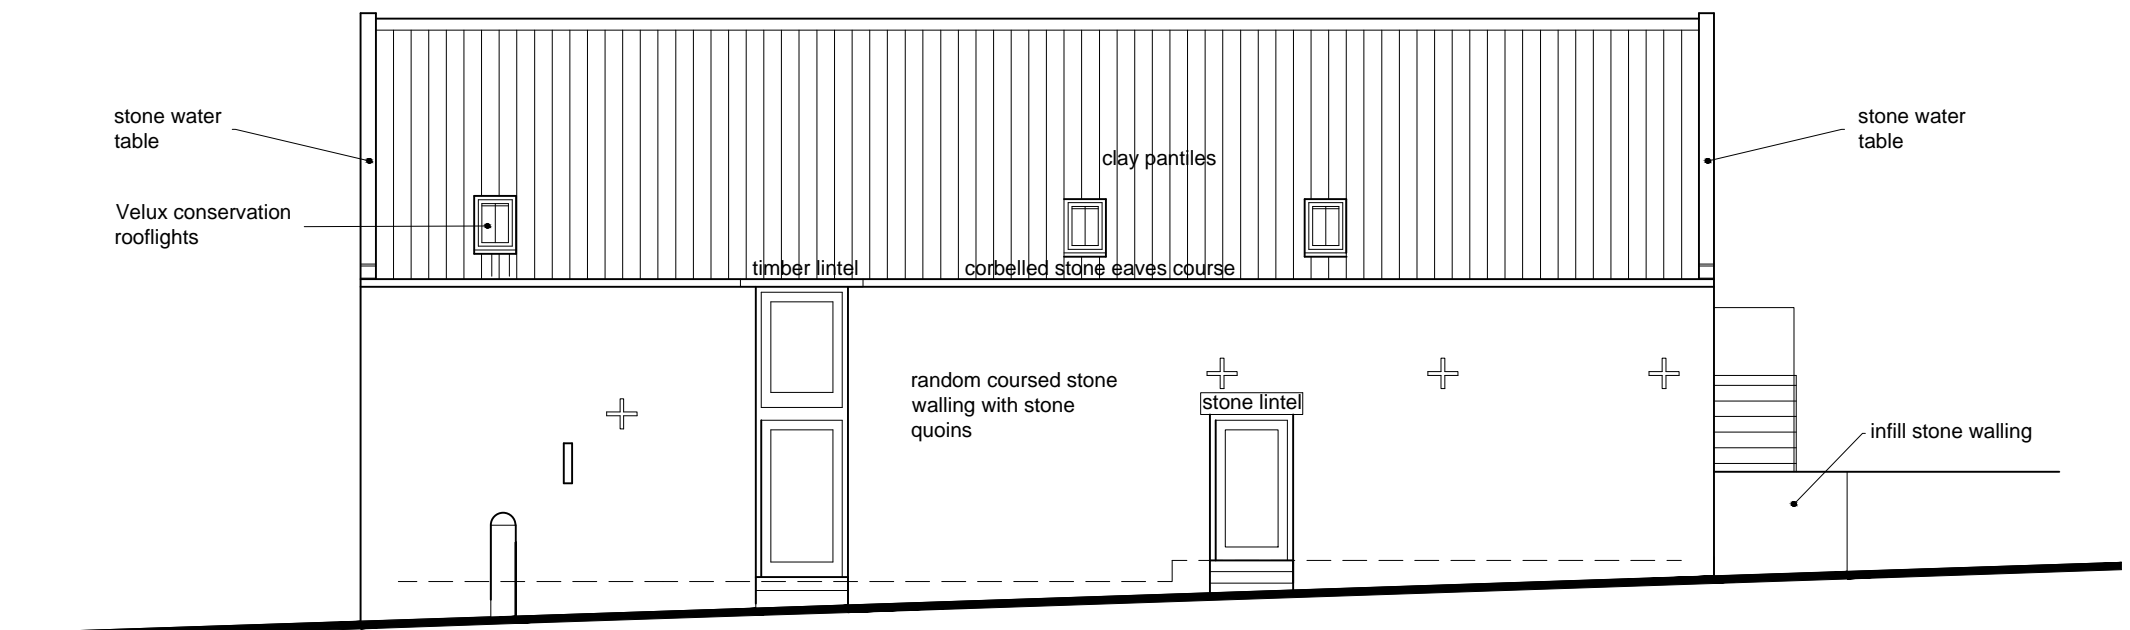 stone water
table
stone water
table
clay pantiles
Velux conservation
rooflights
timber lintel
corbelled stone eaves course
random coursed stone
walling with stone
quoins
stone lintel
infill stone walling